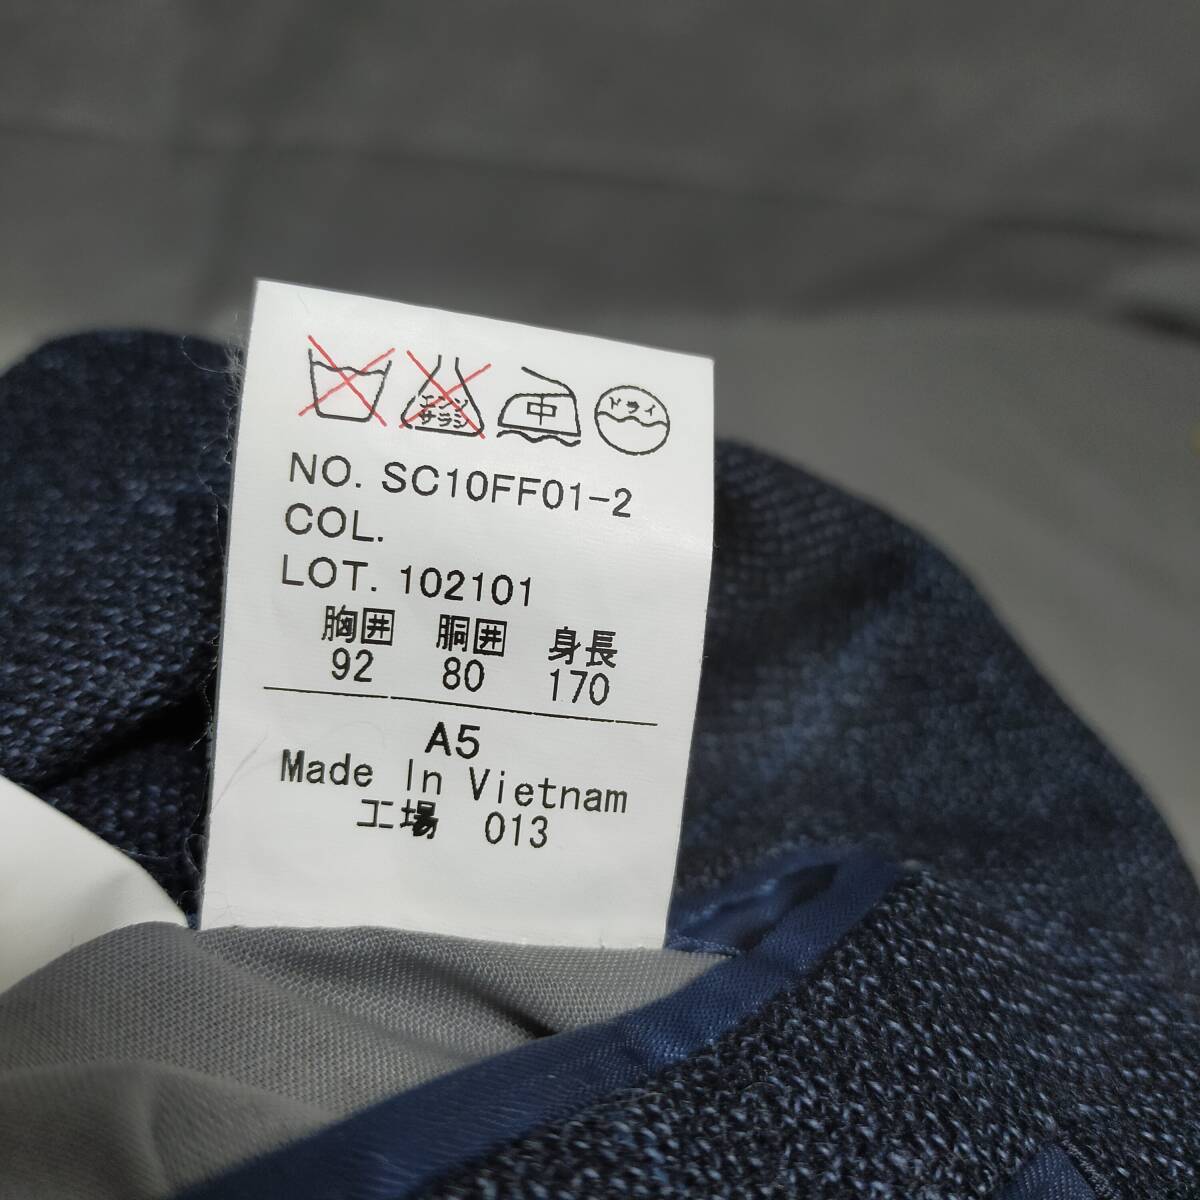 エンソ
サラシ
中
ドライ
NO. SC10FF01-2
COL.
LOT. 102101
胸囲 胴囲 身長
92 80 170
A5
Made In Vietnam
工場 013